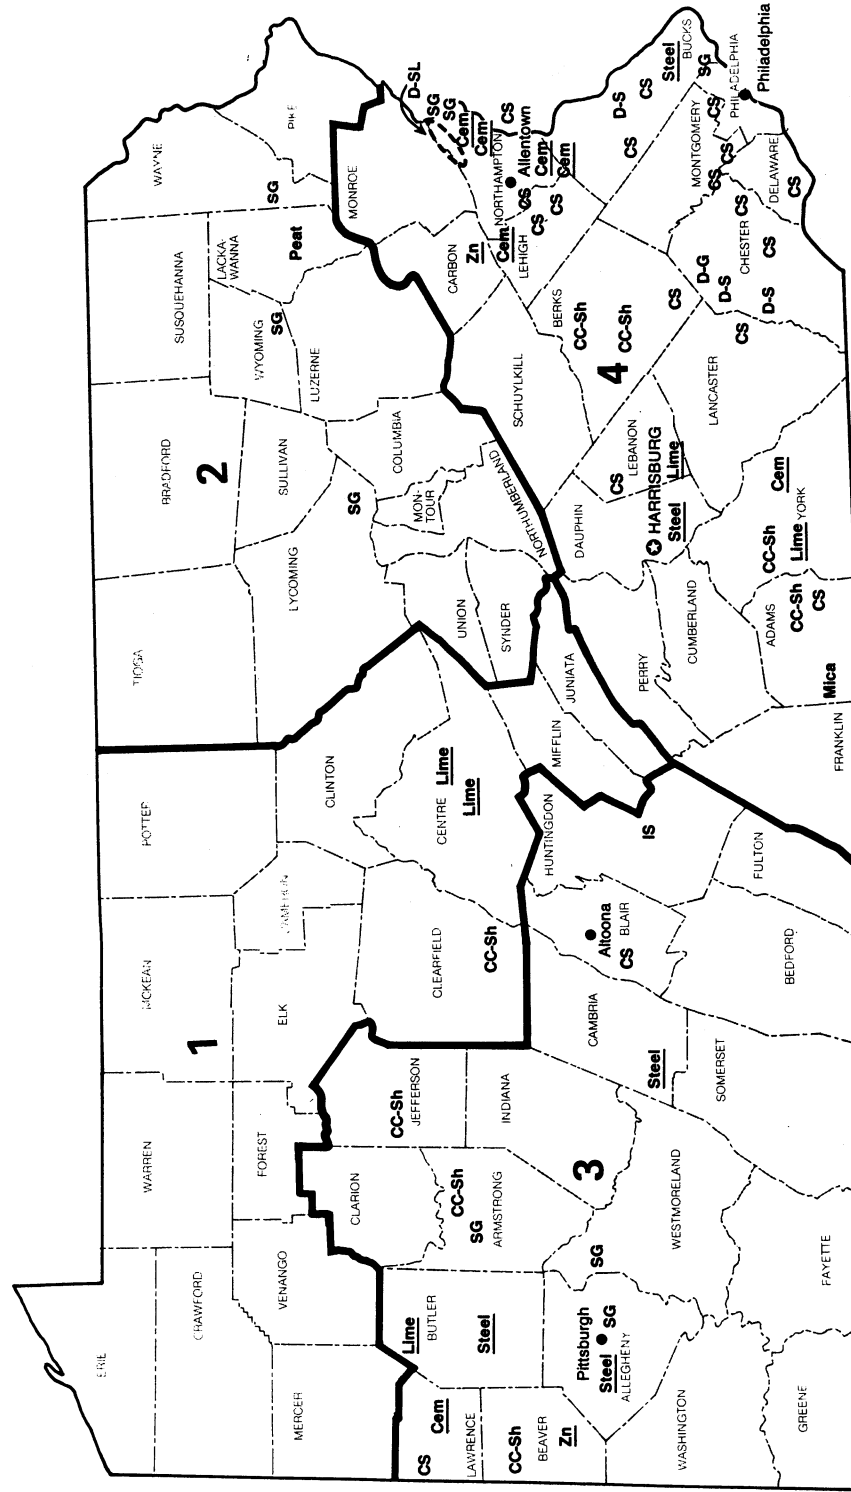 ERIE
CRAWFORD
MERCER
VENANGO
WARREN
FOREST
MCKEAN
ELK
CAMERON
POTTER
CLINTON
CENTRE
Lime
Lime
CLEARFIELD
CC-Sh
1
TIOGA
BRADFORD
2
SUSQUEHANNA
WAYNE
PIKE
SG
LACKA-
WANNA
Peat
WYOMING
SG
LUZERNE
SULLIVAN
LYCOMING
SG
COLUMBIA
MON-
TOUR
NORTHUMBERLAND
UNION
SYNDER
MIFFLIN
JUNIATA
CLARION
JEFFERSON
CC-Sh
INDIANA
ARMSTRONG
CC-Sh
SG
BUTLER
Lime
Steel
LAWRENCE
CS
Cem
BEAVER
CC-Sh
Zn
Pittsburgh
SG
Steel
ALLEGHENY
SG
3
WESTMORELAND
WASHINGTON
GREENE
FAYETTE
SOMERSET
CAMBRIA
Steel
Altoona
BLAIR
CS
BEDFORD
HUNTINGDON
IS
FULTON
FRANKLIN
PERRY
CUMBERLAND
ADAMS
CC-Sh
CS
Mica
YORK
CC-Sh
Lime
Cem
DAUPHIN
HARRISBURG
Steel
Lime
LEBANON
CS
LANCASTER
CS
SCHUYLKILL
4
BERKS
CC-Sh
CC-Sh
CS
MONROE
CARBON
Zn
D-SL
SG
SG
Cem
Cem
CS
NORTHAMPTON
Allentown
Cem
Cem
LEHIGH
Cem
CS
CS
CS
D-S
CS
CS
BUCKS
Steel
SG
MONTGOMERY
CS
CS
CS
PHILADELPHIA
Philadelphia
DELAWARE
CS
CHESTER
CS
CS
D-G
D-S
D-S